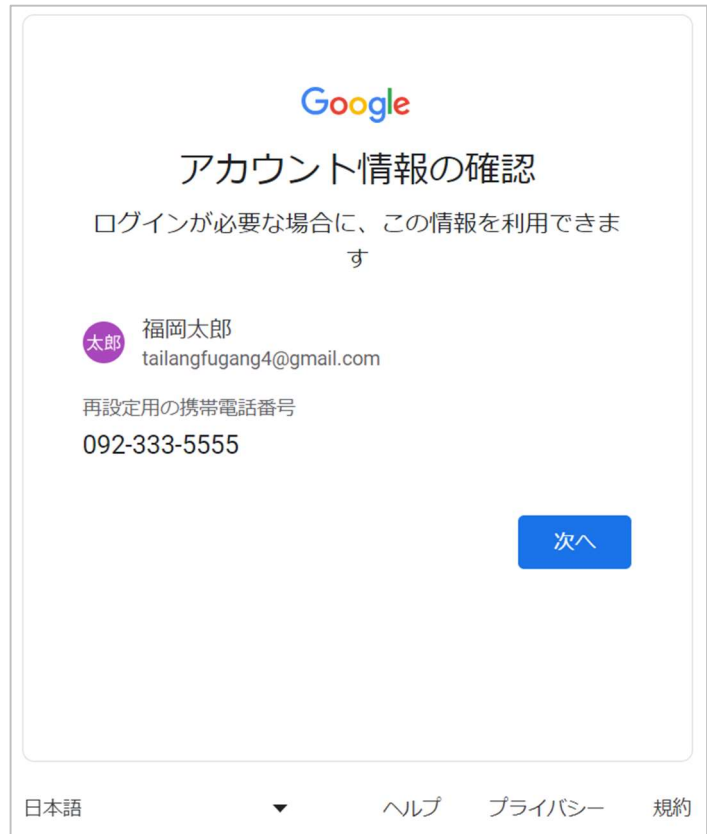 Google
アカウント情報の確認
ログインが必要な場合に、この情報を利用できま
す
太郎
福岡太郎
tailangfugang4@gmail.com
再設定用の携帯電話番号
092-333-5555
次へ
日本語
ヘルプ プライバシー 規約